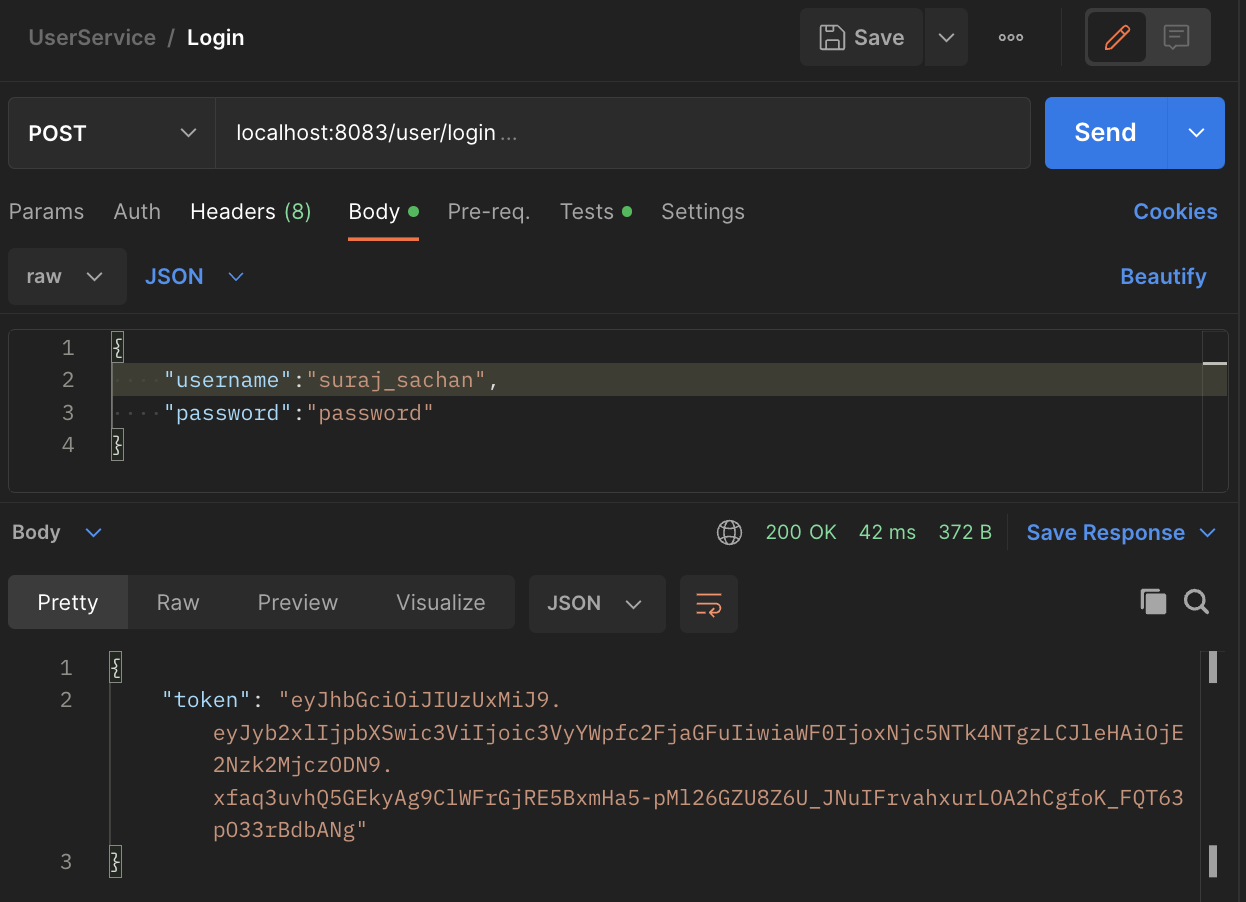 UserService / Login
Save
POST
localhost:8083/user/login ...
Send
Params Auth Headers (8) Body Pre-req. Tests Settings Cookies
raw JSON Beautify
1 {
2 "username":"suraj_sachan",
3 "password":"password"
4 }
Body 200 OK 42 ms 372 B Save Response
Pretty Raw Preview Visualize JSON
1 {
2 "token": "eyJhbGciOiJIUzUxMiJ9.
eyJyb2xlIjpbXSwic3ViIjoic3VyYWpfc2FjaGFuIiwiaWF0IjoxNjc5NTk4NTgzLCJleHAiOjE
2Nzk2MjczODN9.
xfaq3uvhQ5GEkyAg9ClWFrGjRE5BxmHa5-pMl26GZU8Z6U_JNuIFrvahxurLOA2hCgfoK_FQT63
pO33rBdbANg"
3 }